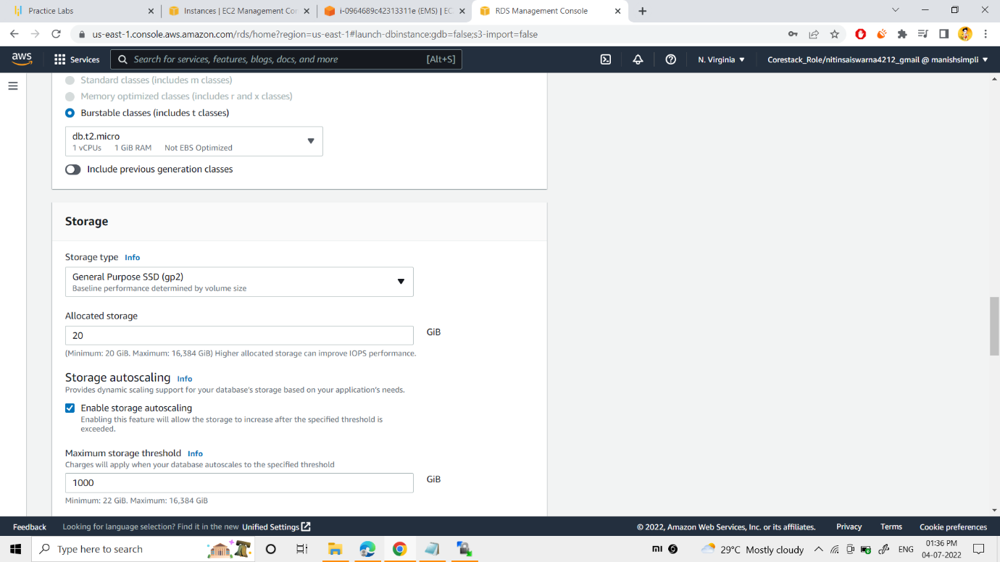 Practice Labs
Instances | EC2 Management Con
i-0964689c42313311e (EMS) | EC
RDS Management Console
us-east-1.console.aws.amazon.com/rds/home?region=us-east-1#launch-dbinstance:gdb=false;s3-import=false
aws
Services
Search for services, features, blogs, docs, and more
[Alt+S]
N. Virginia
Corestack_Role/nitinsaiswarna4212_gmail @ manishsimpli
Standard classes (includes m classes)
Memory optimized classes (includes r and x classes)
Burstable classes (includes t classes)
db.t2.micro
1 vCPUs 1 GiB RAM Not EBS Optimized
Include previous generation classes
Storage
Storage type Info
General Purpose SSD (gp2)
Baseline performance determined by volume size
Allocated storage
20
GiB
(Minimum: 20 GiB. Maximum: 16,384 GiB) Higher allocated storage can improve IOPS performance.
Storage autoscaling Info
Provides dynamic scaling support for your database's storage based on your application's needs.
Enable storage autoscaling
Enabling this feature will allow the storage to increase after the specified threshold is
exceeded.
Maximum storage threshold Info
Charges will apply when your database autoscales to the specified threshold
1000
GiB
Minimum: 22 GiB. Maximum: 16,384 GiB
Feedback
Looking for language selection? Find it in the new Unified Settings
© 2022, Amazon Web Services, Inc. or its affiliates.
Privacy
Terms
Cookie preferences
Type here to search
29°C Mostly cloudy
ENG
01:36 PM
04-07-2022